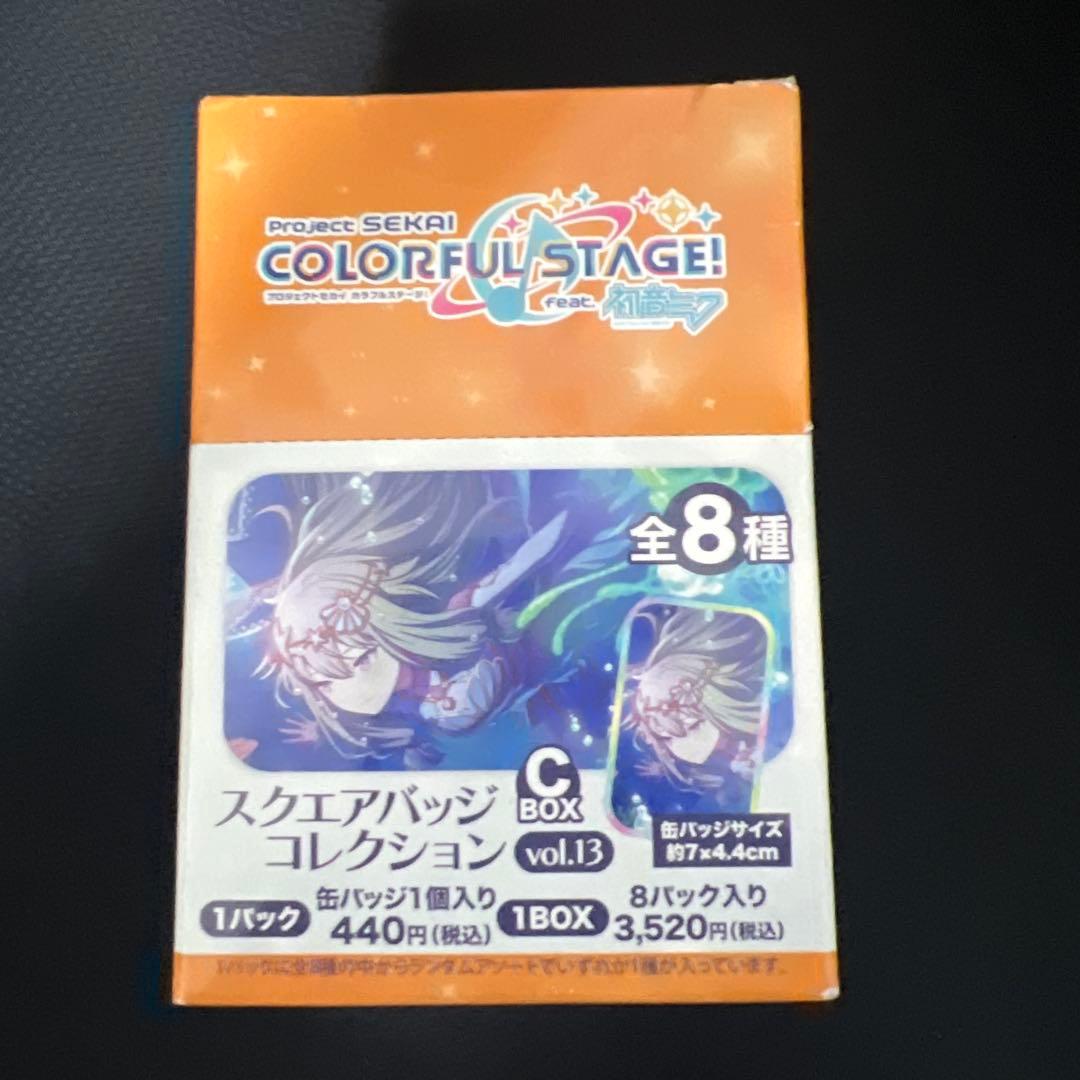 Project SEKAI
COLORFUL STAGE!
プロジェクトセカイ カラフルステージ!
feat. 初音ミク
全8種
C
BOX
スクエアバッジ
コレクション vol.13
缶バッジサイズ
約7×4.4cm
1パック 缶バッジ1個入り
440円(税込)
1BOX 8パック入り
3,520円(税込)
1パックに全8種の中からランダムアソートでいずれか1種が入っています。